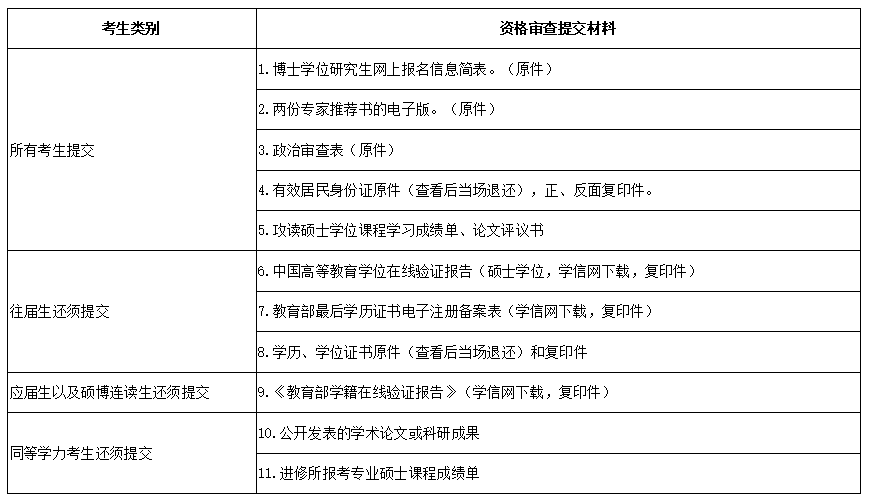 考生类别
资格审查提交材料
所有考生提交
1.博士学位研究生网上报名信息简表。（原件）
2.两份专家推荐书的电子版。（原件）
3.政治审查表（原件）
4.有效居民身份证原件（查看后当场退还），正、反面复印件。
5.攻读硕士学位课程学习成绩单、论文评议书
往届生还须提交
6.中国高等教育学位在线验证报告（硕士学位，学信网下载，复印件）
7.教育部最后学历证书电子注册备案表（学信网下载，复印件）
8.学历、学位证书原件（查看后当场退还）和复印件
应届生以及硕博连读生还须提交
9.《教育部学籍在线验证报告》（学信网下载，复印件）
同等学力考生还须提交
10.公开发表的学术论文或科研成果
11.进修所报考专业硕士课程成绩单